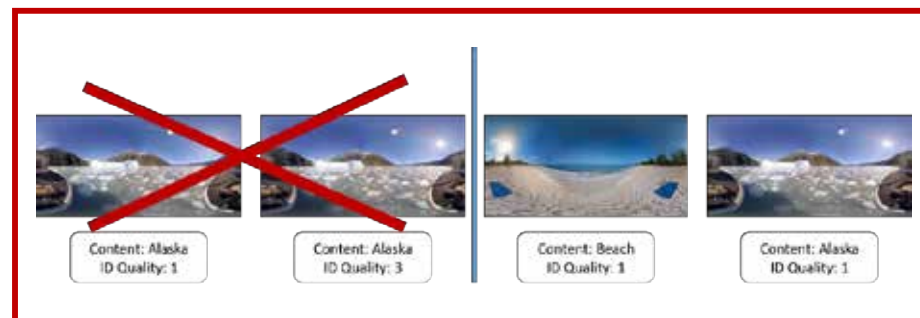 Content: Alaska
ID Quality: 1
Content: Alaska
ID Quality: 3
Content: Beach
ID Quality: 1
Content: Alaska
ID Quality: 1